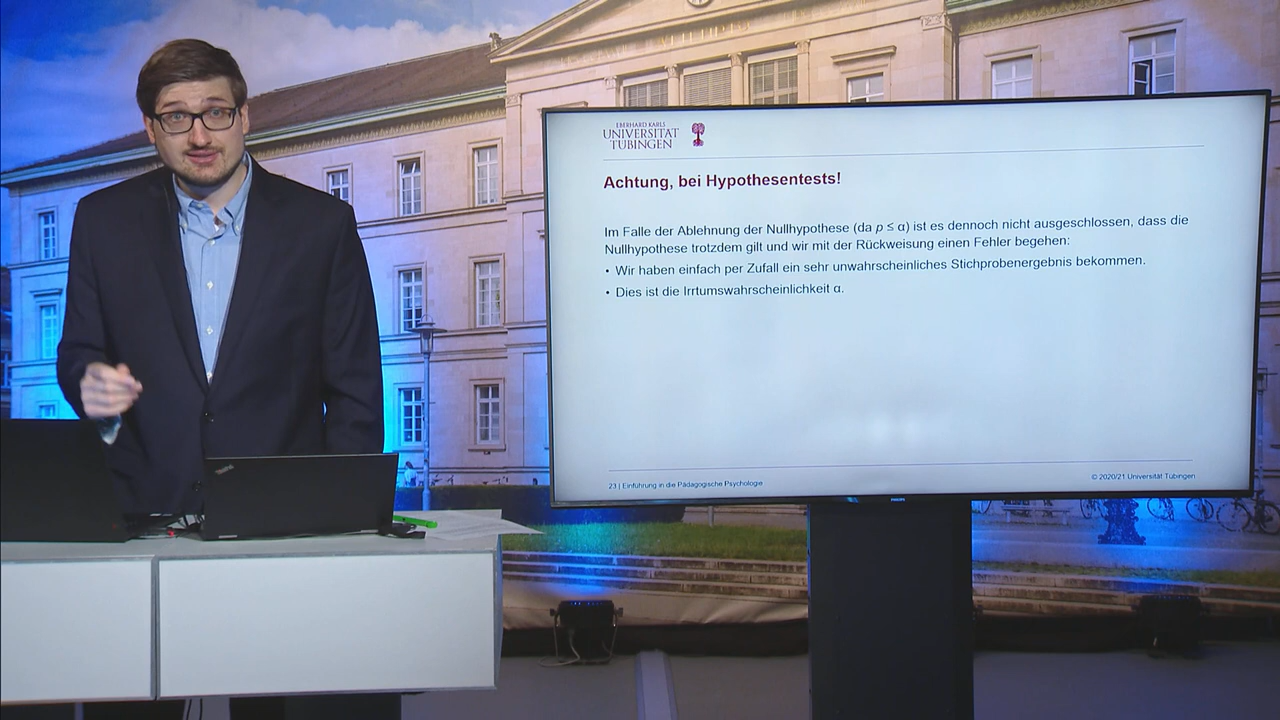 EBERHARD KARLS
UNIVERSITÄT
TÜBINGEN
Achtung, bei Hypothesentests!
Im Falle der Ablehnung der Nullhypothese (da p ≤ α) ist es dennoch nicht ausgeschlossen, dass die
Nullhypothese trotzdem gilt und wir mit der Rückweisung einen Fehler begehen:
• Wir haben einfach per Zufall ein sehr unwahrscheinliches Stichprobenergebnis bekommen.
• Dies ist die Irrtumswahrscheinlichkeit α.
23 | Einführung in die Pädagogische Psychologie
© 2020/21 Universität Tübingen
PHILIPS
ThinkPad